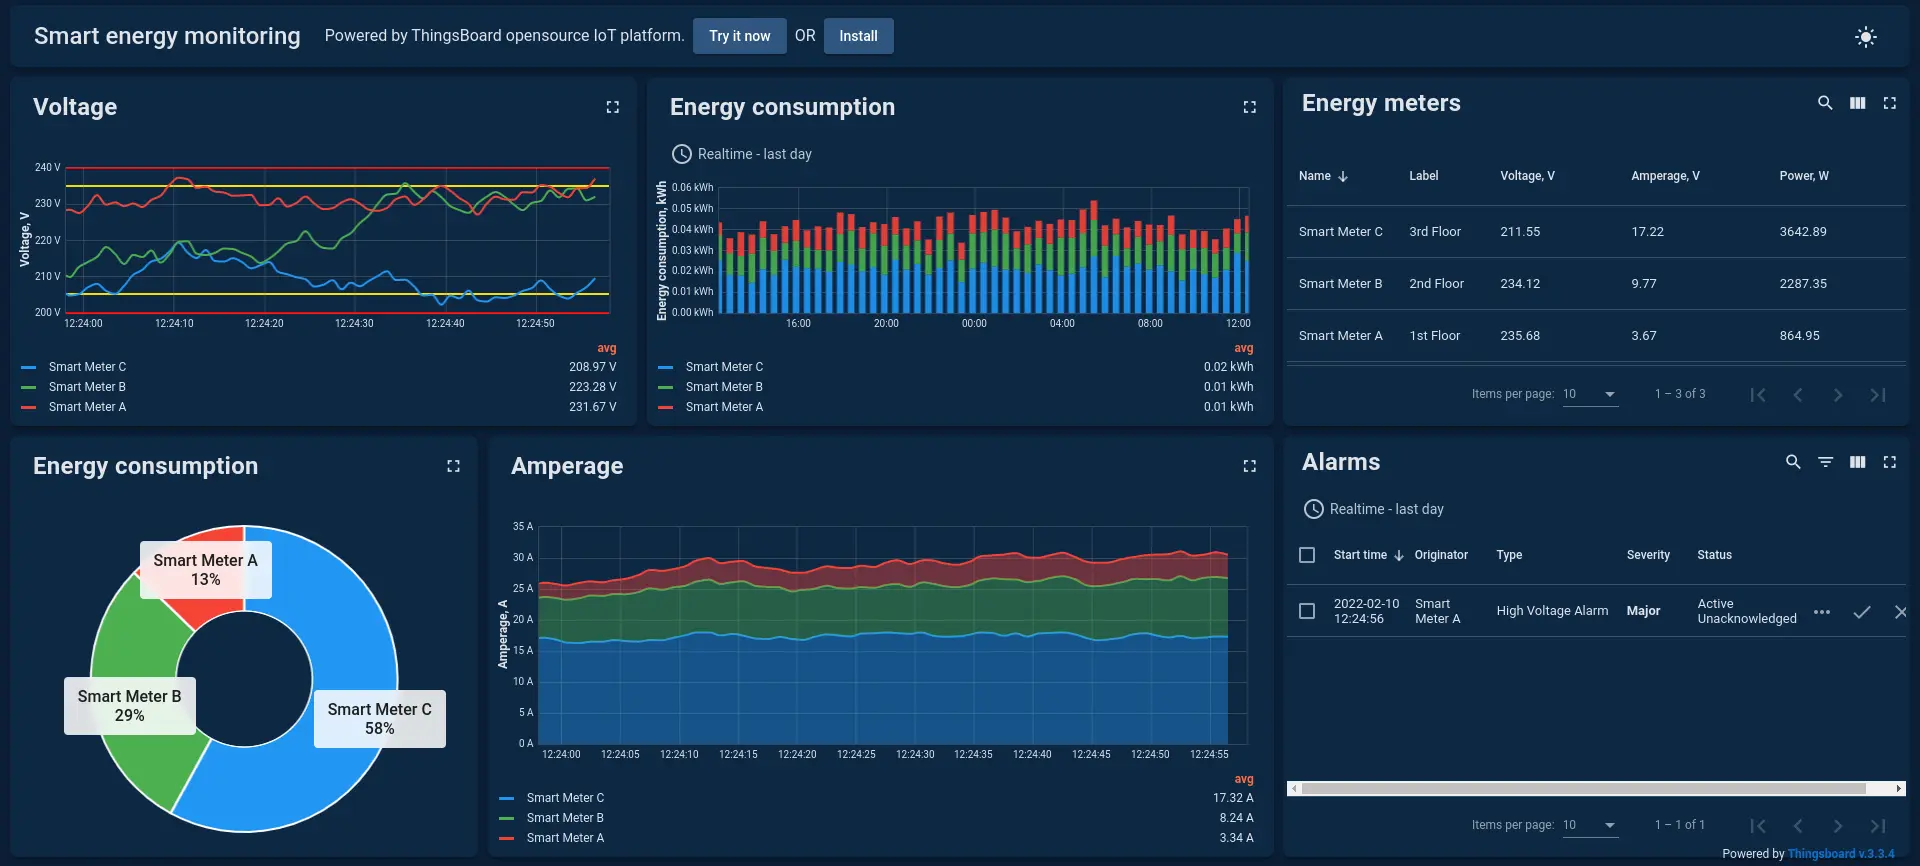 Smart energy monitoring Powered by ThingsBoard opensource IoT platform. Try it now OR Install
Voltage
Voltage, V
240 V
230 V
220 V
210 V
200 V
12:24:00 12:24:10 12:24:20 12:24:30 12:24:40 12:24:50
avg
Smart Meter C 208.97 V
Smart Meter B 223.28 V
Smart Meter A 231.67 V
Energy consumption
Realtime - last day
Energy consumption, kWh
0.06 kWh
0.05 kWh
0.04 kWh
0.03 kWh
0.02 kWh
0.01 kWh
0.00 kWh
16:00 20:00 00:00 04:00 08:00 12:00
avg
Smart Meter C 0.02 kWh
Smart Meter B 0.01 kWh
Smart Meter A 0.01 kWh
Energy meters
Name Label Voltage, V Amperage, V Power, W
Smart Meter C 3rd Floor 211.55 17.22 3642.89
Smart Meter B 2nd Floor 234.12 9.77 2287.35
Smart Meter A 1st Floor 235.68 3.67 864.95
Items per page: 10 1 – 3 of 3
Energy consumption
Smart Meter A
13%
Smart Meter B
29%
Smart Meter C
58%
Amperage
Amperage, A
35 A
30 A
25 A
20 A
15 A
10 A
5 A
0 A
12:24:00 12:24:05 12:24:10 12:24:15 12:24:20 12:24:25 12:24:30 12:24:35 12:24:40 12:24:45 12:24:50 12:24:55
avg
Smart Meter C 17.32 A
Smart Meter B 8.24 A
Smart Meter A 3.34 A
Alarms
Realtime - last day
Start time Originator Type Severity Status
2022-02-10 Smart High Voltage Alarm Major Active
12:24:56 Meter A Unacknowledged
Items per page: 10 1 – 1 of 1
Powered by Thingsboard v.3.3.4